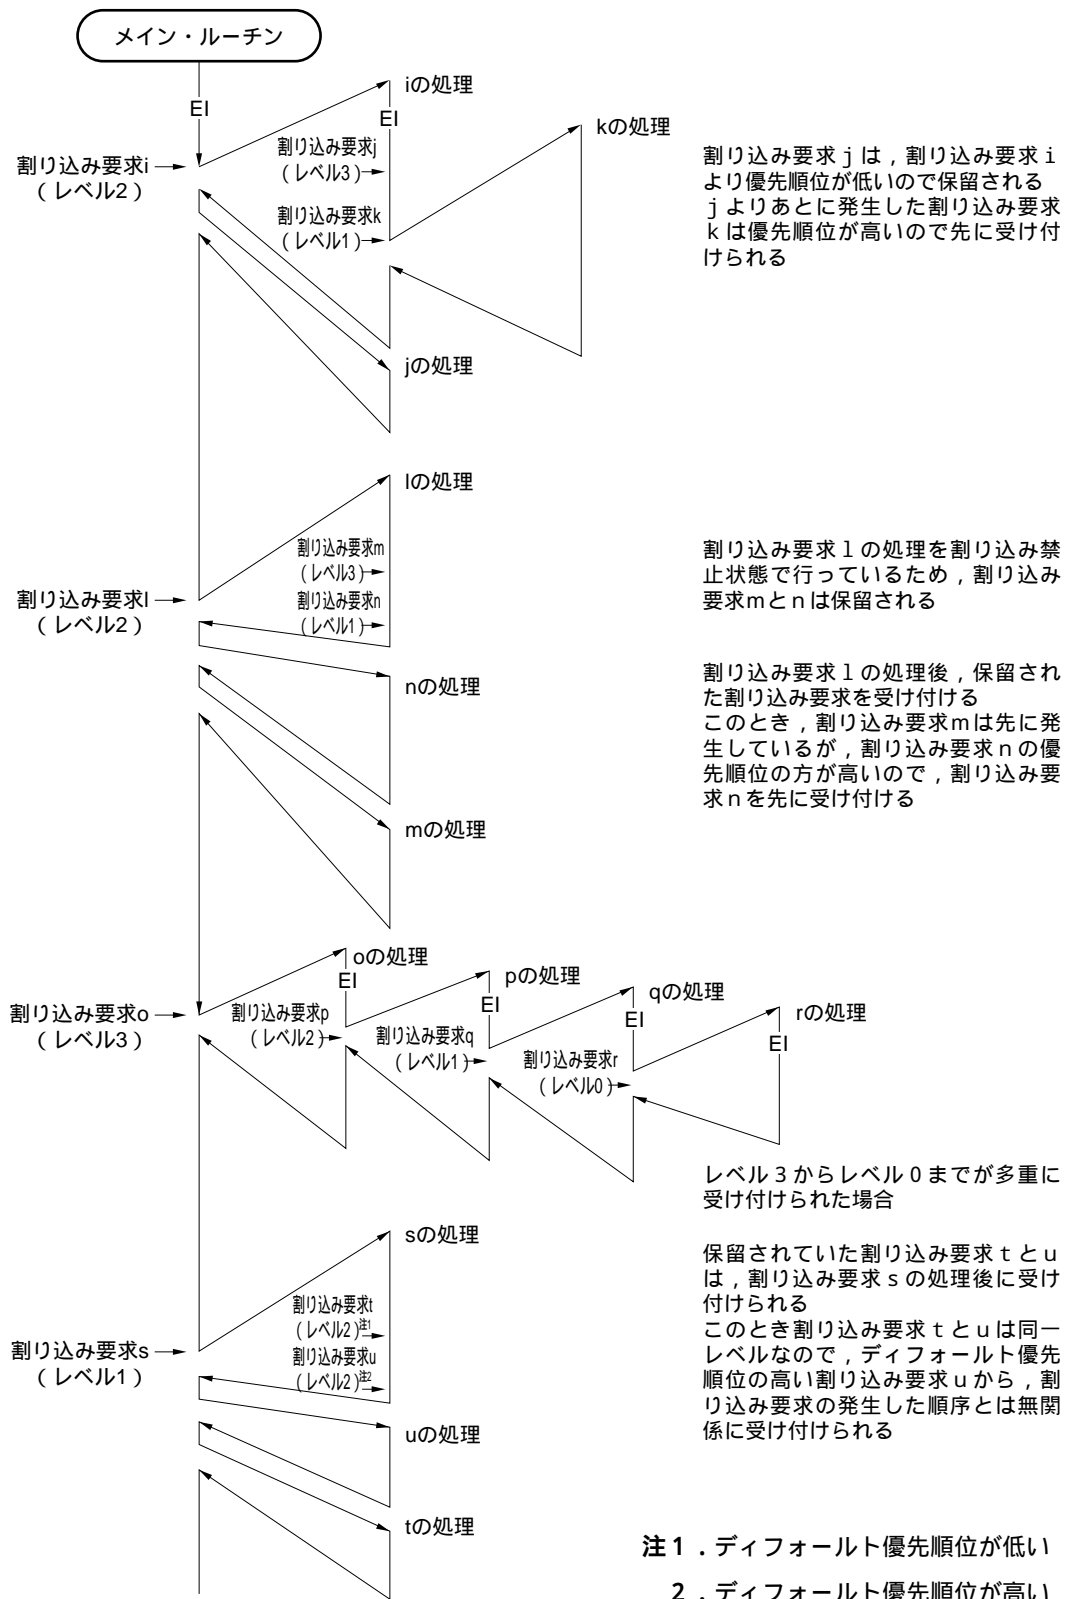 メイン・ルーチン
EI
割り込み要求i
(レベル2)
iの処理
EI
割り込み要求j
(レベル3)
割り込み要求k
(レベル1)
kの処理
割り込み要求jは,割り込み要求i
より優先順位が低いので保留される
jよりあとに発生した割り込み要求
kは優先順位が高いので先に受け付
けられる
jの処理
lの処理
割り込み要求m
(レベル3)
割り込み要求n
(レベル1)
割り込み要求l
(レベル2)
割り込み要求lの処理を割り込み禁
止状態で行っているため,割り込み
要求mとnは保留される
nの処理
割り込み要求lの処理後,保留され
た割り込み要求を受け付ける
このとき,割り込み要求mは先に発
生しているが,割り込み要求nの優
先順位の方が高いので,割り込み要
求nを先に受け付ける
mの処理
割り込み要求o
(レベル3)
oの処理
EI
割り込み要求p
(レベル2)
pの処理
EI
割り込み要求q
(レベル1)
qの処理
EI
割り込み要求r
(レベル0)
rの処理
EI
レベル3からレベル0までが多重に
受け付けられた場合
sの処理
割り込み要求t
(レベル2)注1
割り込み要求u
(レベル2)注2
割り込み要求s
(レベル1)
保留されていた割り込み要求tとu
は,割り込み要求sの処理後に受け
付けられる
このとき割り込み要求tとuは同一
レベルなので,ディフォールト優先
順位の高い割り込み要求uから,割
り込み要求の発生した順序とは無関
係に受け付けられる
uの処理
tの処理
注1.ディフォールト優先順位が低い
2.ディフォールト優先順位が高い